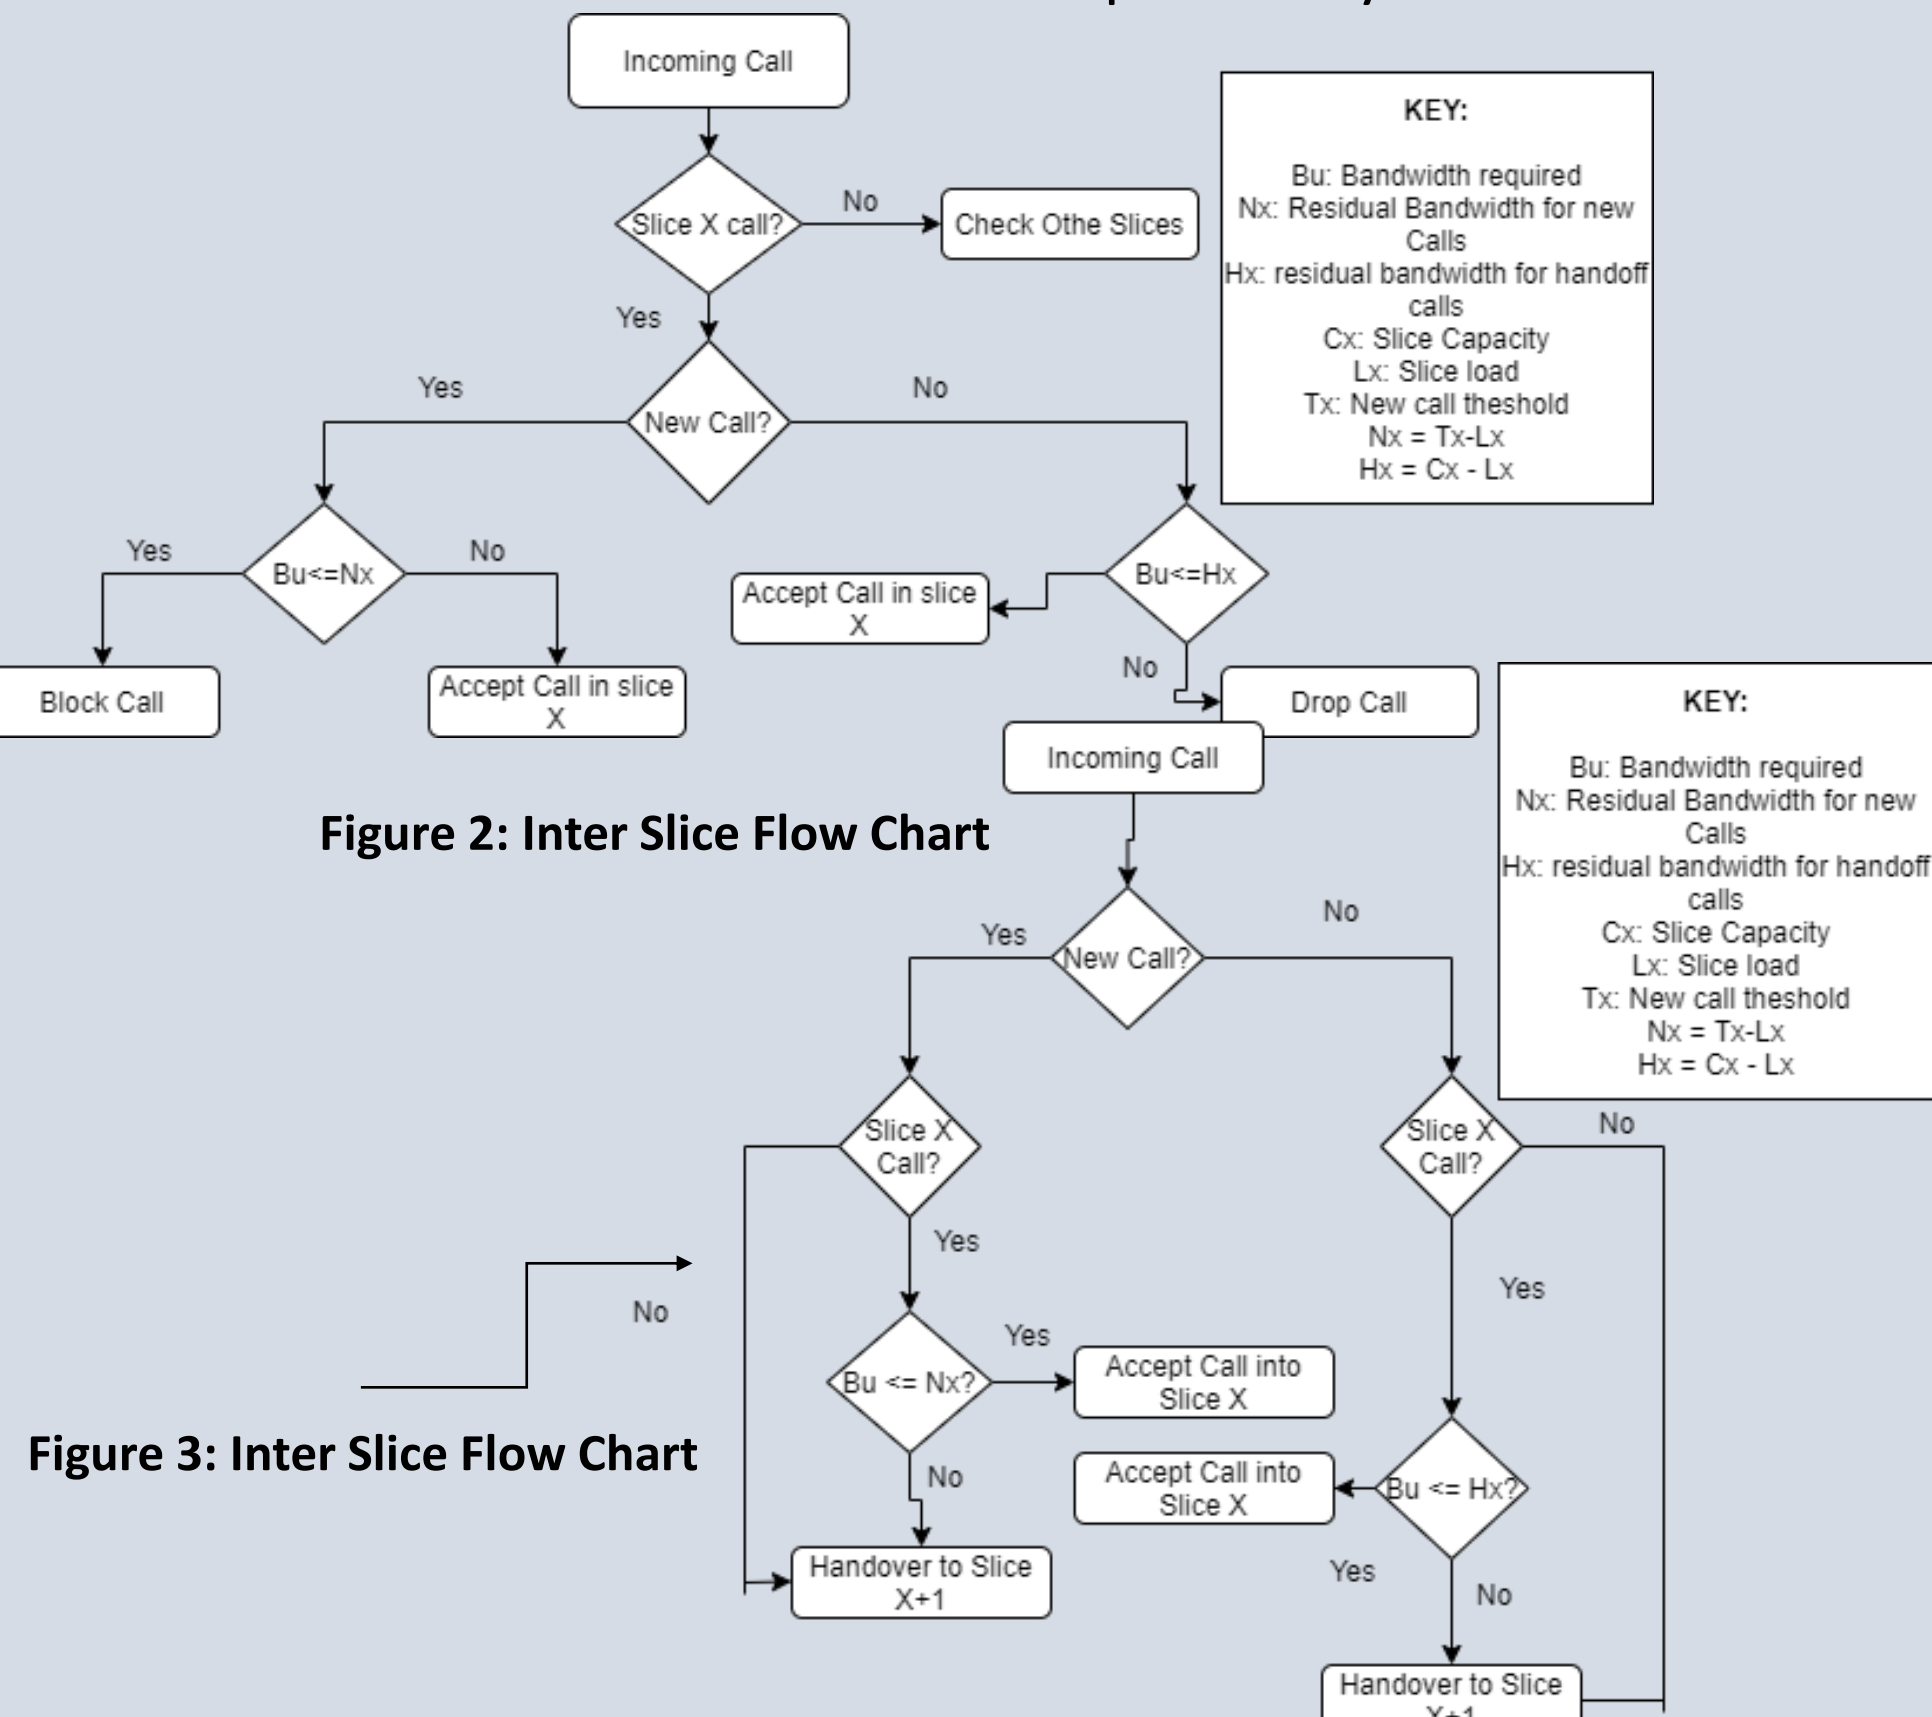 Incoming Call
Slice X call?
No
Check Othe Slices
Yes
New Call?
Yes
No
Bu<=Nx
Yes
No
Block Call
Accept Call in slice
X
Bu<=Hx
Accept Call in slice
X
No
Drop Call
KEY:
Bu: Bandwidth required
Nx: Residual Bandwidth for new
Calls
Hx: residual bandwidth for handoff
calls
Cx: Slice Capacity
Lx: Slice load
Tx: New call theshold
Nx = Tx-Lx
Hx = Cx - Lx
Figure 2: Inter Slice Flow Chart
Incoming Call
New Call?
Yes
No
Slice X
Call?
Yes
No
Bu <= Nx?
Yes
Accept Call into
Slice X
No
Handover to Slice
X+1
Slice X
Call?
No
Yes
Bu <= Hx?
Accept Call into
Slice X
Yes
No
Handover to Slice
X+1
KEY:
Bu: Bandwidth required
Nx: Residual Bandwidth for new
Calls
Hx: residual bandwidth for handoff
calls
Cx: Slice Capacity
Lx: Slice load
Tx: New call theshold
Nx = Tx-Lx
Hx = Cx - Lx
Figure 3: Inter Slice Flow Chart